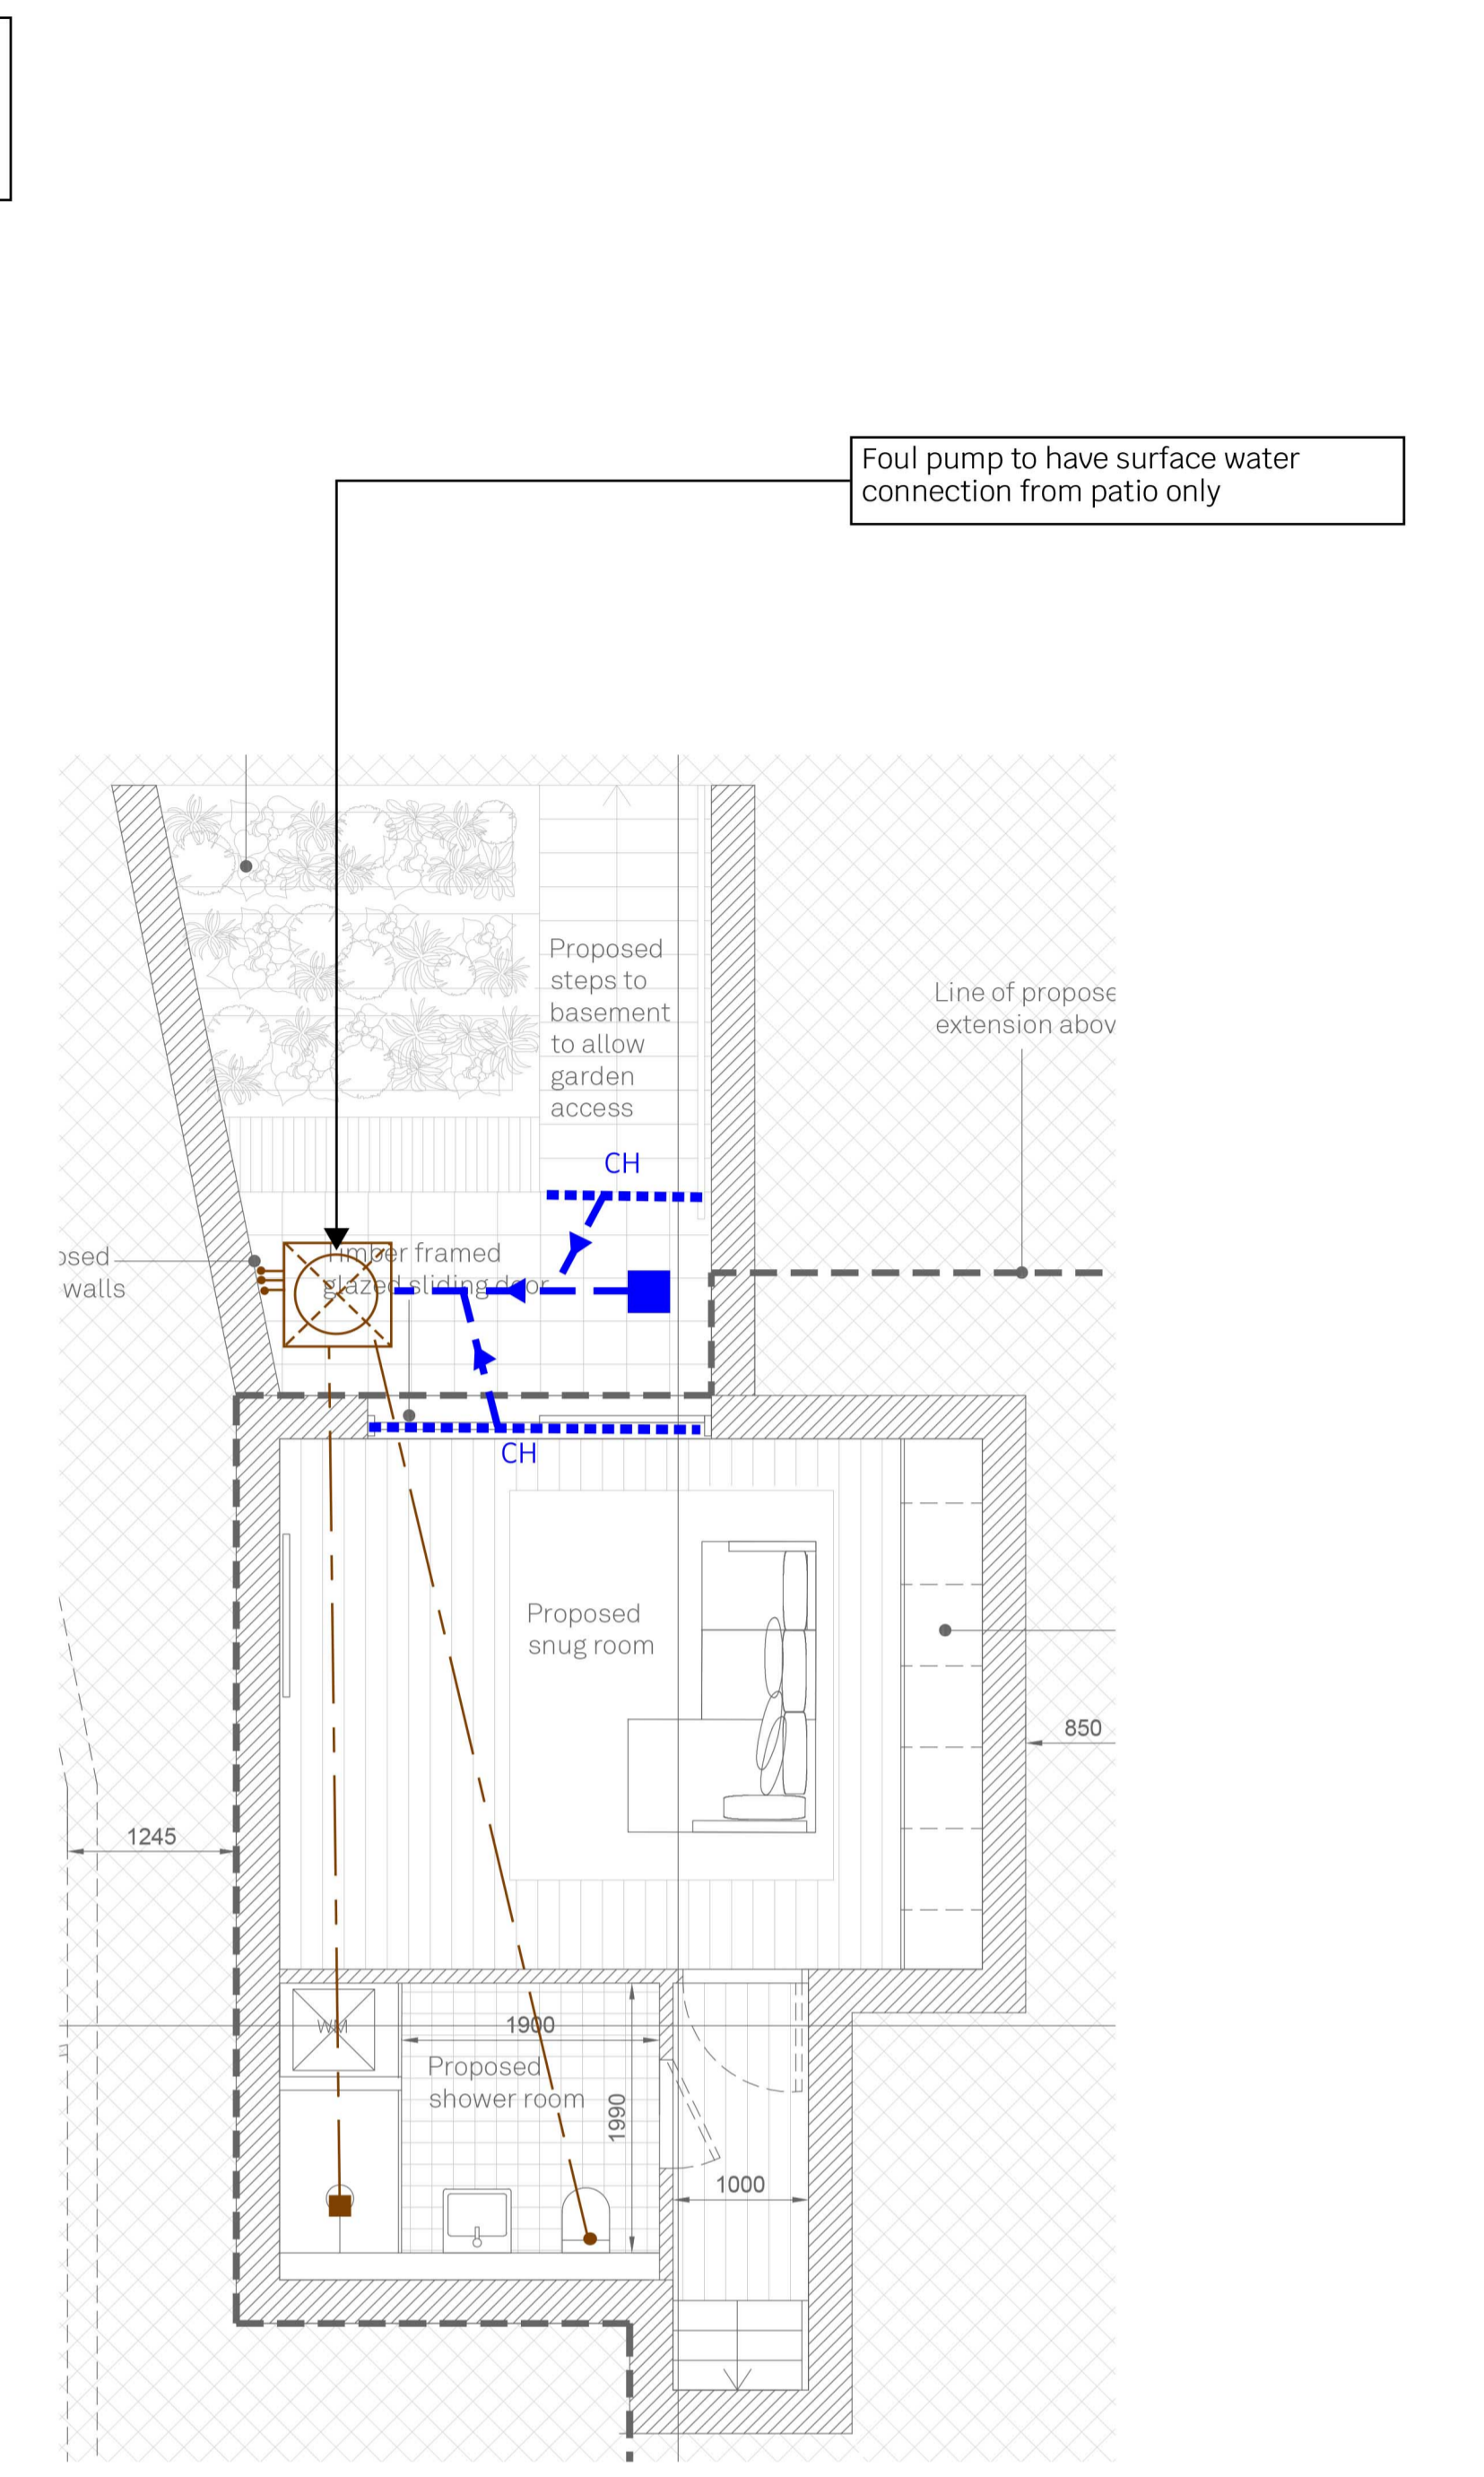 Foul pump to have surface water
connection from patio only
Proposed
steps to
basement
to allow
garden
access
Line of propose
extension abov
CH
osed
walls
Timber framed
glazed sliding door
CH
Proposed
snug room
850
1245
WM
1900
Proposed
shower room
1990
1000